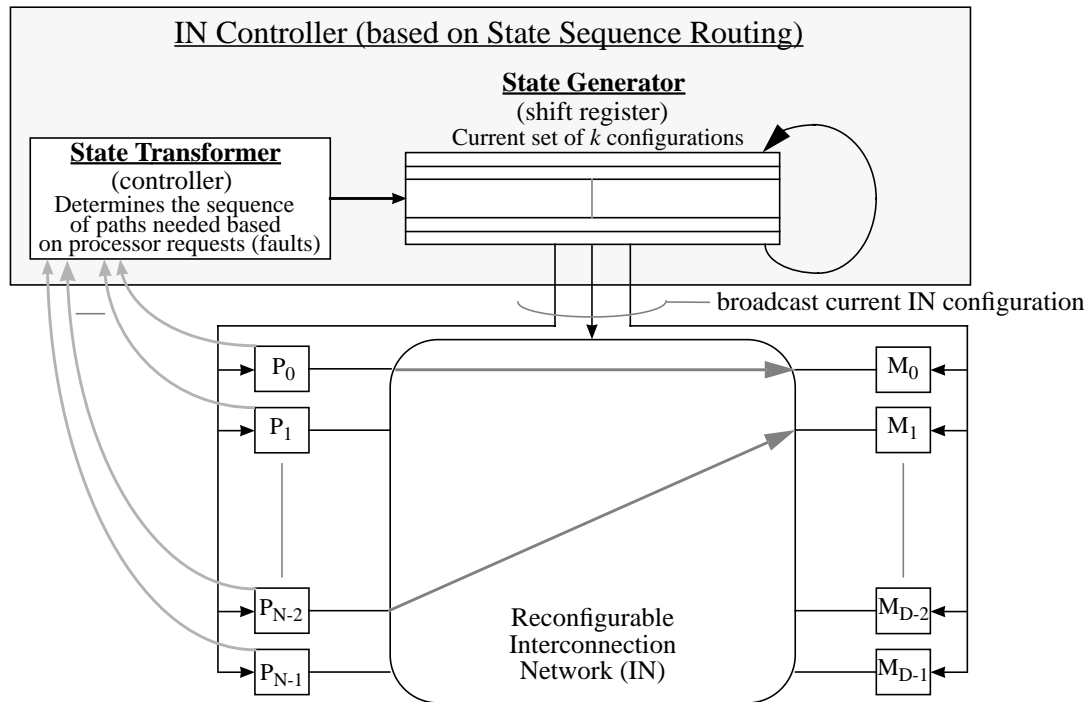 IN Controller (based on State Sequence Routing)
State Generator
(shift register)
Current set of k configurations
State Transformer
(controller)
Determines the sequence
of paths needed based
on processor requests (faults)
broadcast current IN configuration
P0
M0
P1
M1
PN-2
MD-2
PN-1
MD-1
Reconfigurable
Interconnection
Network (IN)